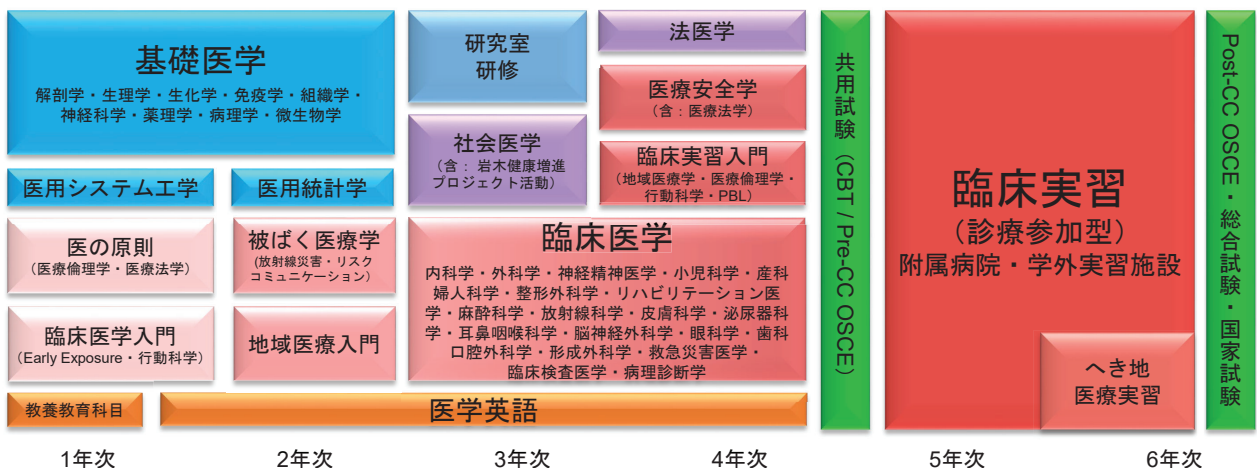 基礎医学
解剖学・生理学・生化学・免疫学・組織学・
神経科学・薬理学・病理学・微生物学
医用システム工学
医用統計学
医の原則
(医療倫理学・医療法学)
被ばく医療学
(放射線災害・リスク
コミュニケーション)
臨床医学入門
(Early Exposure・行動科学)
地域医療入門
教養教育科目
医学英語
研究室
研修
社会医学
(含： 岩木健康増進
プロジェクト活動)
法医学
医療安全学
(含：医療法学)
臨床実習入門
(地域医療学・医療倫理学・
行動科学・PBL)
臨床医学
内科学・外科学・神経精神医学・小児科学・産科
婦人科学・整形外科学・リハビリテーション医
学・麻酔科学・放射線科学・皮膚科学・泌尿器科
学・耳鼻咽喉科学・脳神経外科学・眼科学・歯科
口腔外科学・形成外科学・救急災害医学・
臨床検査医学・病理診断学
共用試験 (CBT / Pre-CC OSCE)
臨床実習
(診療参加型)
附属病院・学外実習施設
へき地
医療実習
Post-CC OSCE・総合試験・国家試験
1年次
2年次
3年次
4年次
5年次
6年次